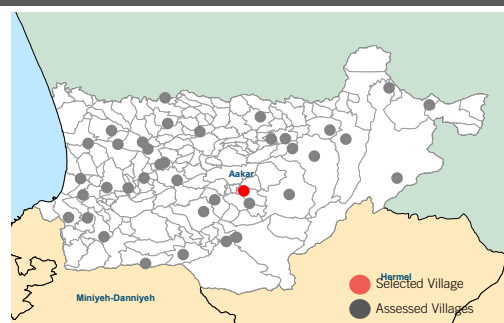 Aakar
Hermel
Selected Village
Miniyeh-Danniyeh
Assessed Villages